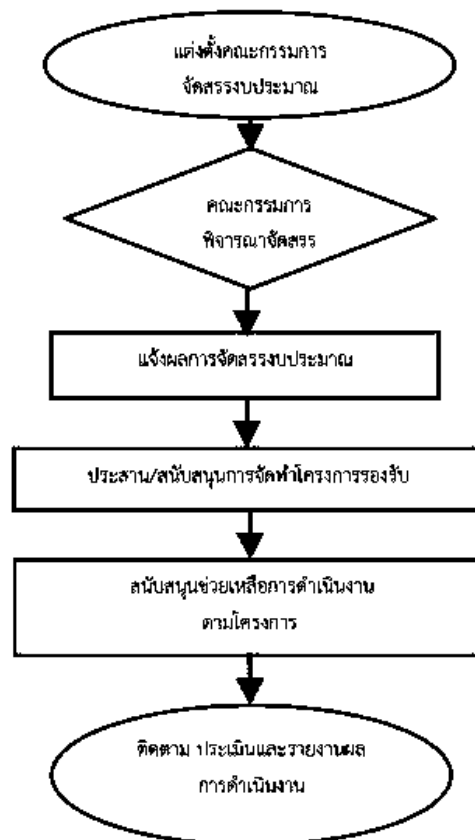 แต่งตั้งคณะกรรมการ
จัดสรรงบประมาณ
คณะกรรมการ
พิจารณาจัดสรร
แจ้งผลการจัดสรรงบประมาณ
ประสาน/สนับสนุนการจัดทำโครงการรองรับ
สนับสนุนช่วยเหลือการดำเนินงาน
ตามโครงการ
ติดตาม ประเมินและรายงานผล
การดำเนินงาน